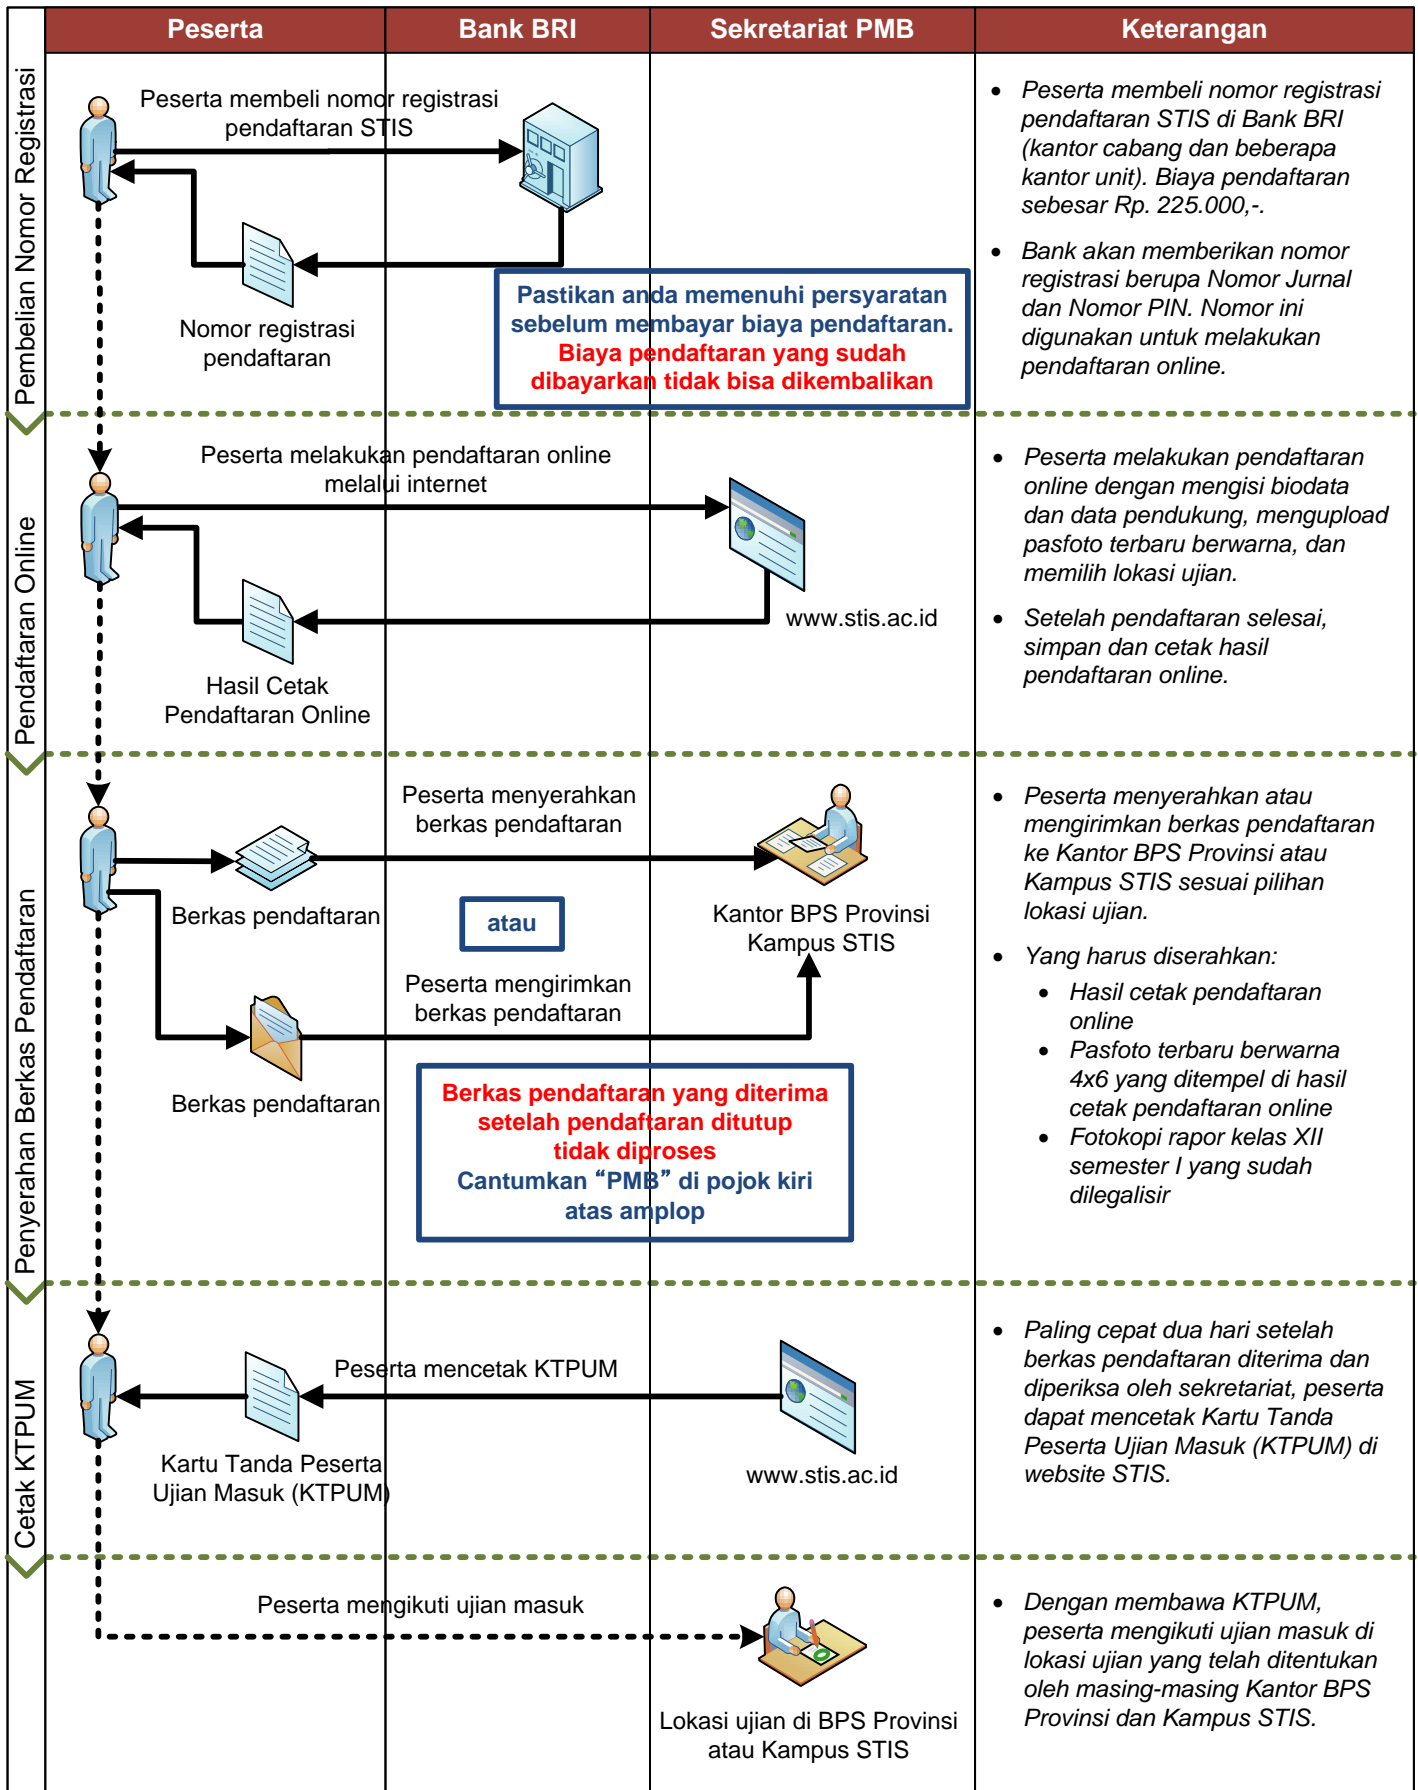 Peserta
Bank BRI
Sekretariat PMB
Keterangan
Pembelian Nomor Registrasi
Peserta membeli nomor registrasi
pendaftaran STIS
Nomor registrasi
pendaftaran
Pastikan anda memenuhi persyaratan
sebelum membayar biaya pendaftaran.
Biaya pendaftaran yang sudah
dibayarkan tidak bisa dikembalikan
• Peserta membeli nomor registrasi
pendaftaran STIS di Bank BRI
(kantor cabang dan beberapa
kantor unit). Biaya pendaftaran
sebesar Rp. 225.000,-.
• Bank akan memberikan nomor
registrasi berupa Nomor Jurnal
dan Nomor PIN. Nomor ini
digunakan untuk melakukan
pendaftaran online.
Pendaftaran Online
Peserta melakukan pendaftaran online
melalui internet
www.stis.ac.id
Hasil Cetak
Pendaftaran Online
• Peserta melakukan pendaftaran
online dengan mengisi biodata
dan data pendukung, mengupload
pasfoto terbaru berwarna, dan
memilih lokasi ujian.
• Setelah pendaftaran selesai,
simpan dan cetak hasil
pendaftaran online.
Penyerahan Berkas Pendaftaran
Peserta menyerahkan
berkas pendaftaran
Berkas pendaftaran
atau
Kantor BPS Provinsi
Kampus STIS
Peserta mengirimkan
berkas pendaftaran
Berkas pendaftaran
Berkas pendaftaran yang diterima
setelah pendaftaran ditutup
tidak diproses
Cantumkan “PMB” di pojok kiri
atas amplop
• Peserta menyerahkan atau
mengirimkan berkas pendaftaran
ke Kantor BPS Provinsi atau
Kampus STIS sesuai pilihan
lokasi ujian.
• Yang harus diserahkan:
• Hasil cetak pendaftaran
online
• Pasfoto terbaru berwarna
4x6 yang ditempel di hasil
cetak pendaftaran online
• Fotokopi rapor kelas XII
semester I yang sudah
dilegalisir
Cetak KTPUM
Peserta mencetak KTPUM
Kartu Tanda Peserta
Ujian Masuk (KTPUM)
www.stis.ac.id
• Paling cepat dua hari setelah
berkas pendaftaran diterima dan
diperiksa oleh sekretariat, peserta
dapat mencetak Kartu Tanda
Peserta Ujian Masuk (KTPUM) di
website STIS.
Peserta mengikuti ujian masuk
Lokasi ujian di BPS Provinsi
atau Kampus STIS
• Dengan membawa KTPUM,
peserta mengikuti ujian masuk di
lokasi ujian yang telah ditentukan
oleh masing-masing Kantor BPS
Provinsi dan Kampus STIS.